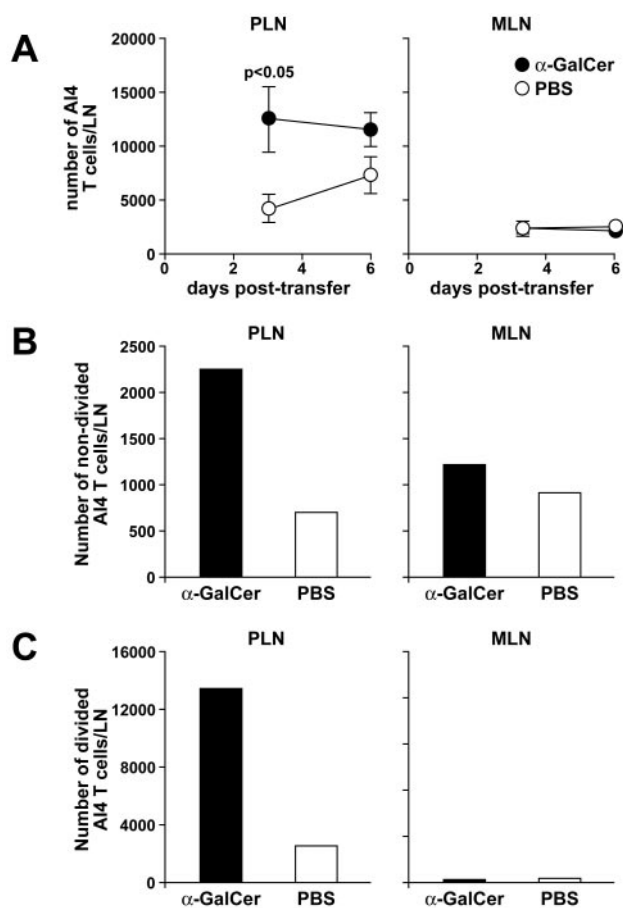 A
PLN
MLN
number of AI4
T cells/LN
20000
15000
10000
5000
0
p<0.05
α-GalCer
PBS
0 2 4 6
0 2 4 6
days post-transfer
days post-transfer
B
PLN
MLN
Number of non-divided
AI4 T cells/LN
2500
2000
1500
1000
500
0
α-GalCer PBS
α-GalCer PBS
C
PLN
MLN
Number of divided
AI4 T cells/LN
16000
12000
8000
4000
0
α-GalCer PBS
α-GalCer PBS